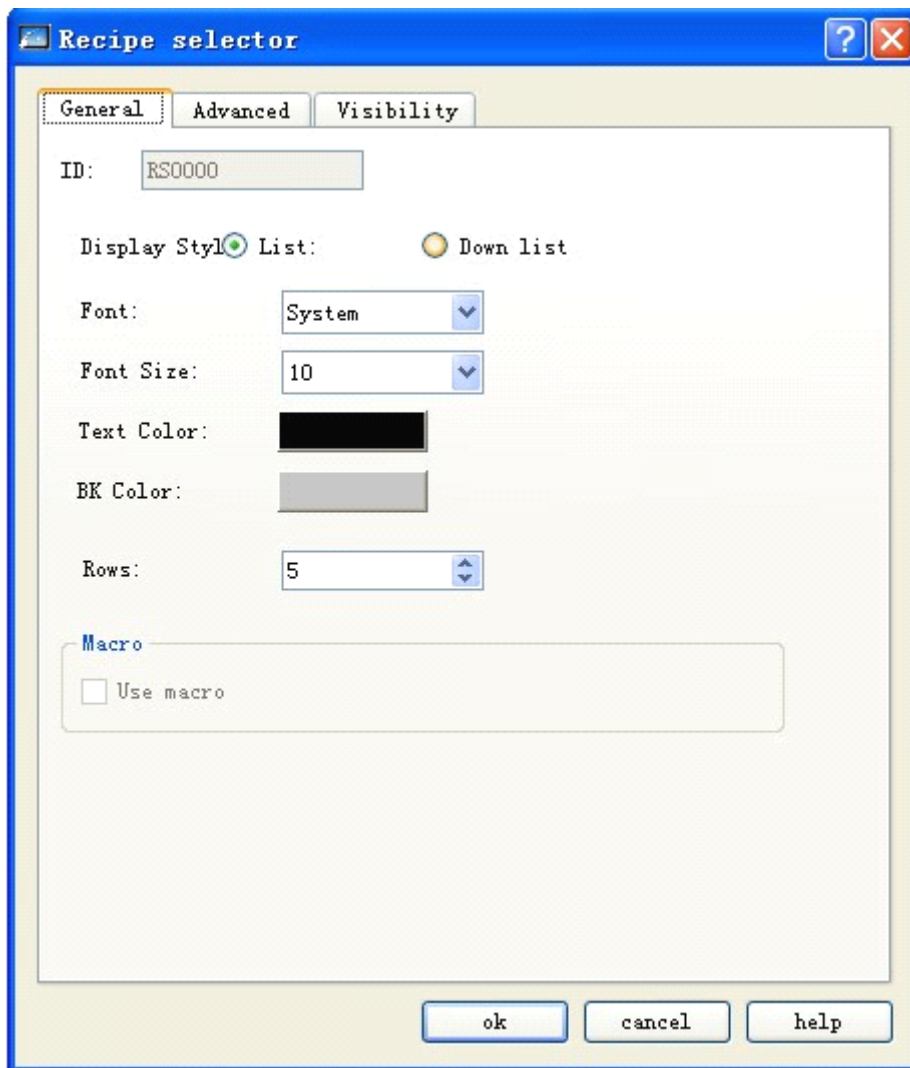 Recipe selector
General Advanced Visibility
ID: RS0000
Display Styl List: Down list
Font: System
Font Size: 10
Text Color:
BK Color:
Rows: 5
Macro
Use macro
ok cancel help